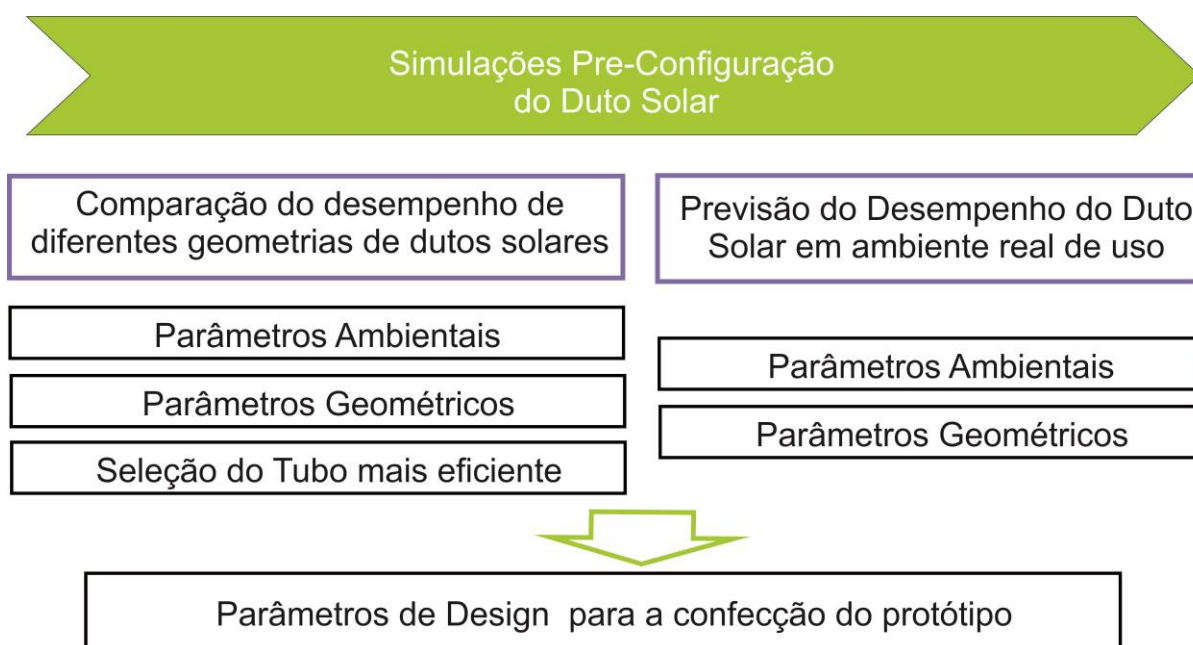 Simulações Pre-Configuração
do Duto Solar
Comparação do desempenho de
diferentes geometrias de dutos solares
Parâmetros Ambientais
Parâmetros Geométricos
Seleção do Tubo mais eficiente
Previsão do Desempenho do Duto
Solar em ambiente real de uso
Parâmetros Ambientais
Parâmetros Geométricos
Parâmetros de Design para a confecção do protótipo